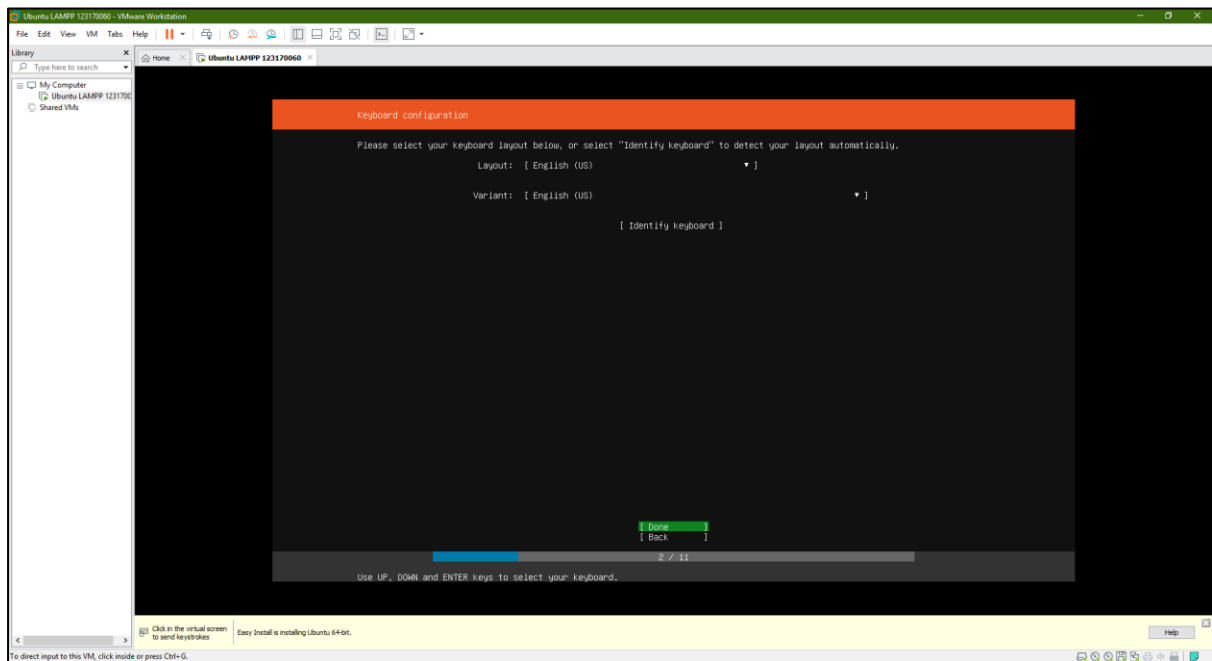 Ubuntu LAMPP 123170060 - VMware Workstation
File Edit View VM Tabs Help
Library
Type here to search
My Computer
Ubuntu LAMPP 1231700
Shared VMs
Home
Ubuntu LAMPP 123170060
Keyboard configuration
Please select your keyboard layout below, or select "Identify keyboard" to detect your layout automatically.
Layout: [ English (US) ▾ ]
Variant: [ English (US) ▾ ]
[ Identify keyboard ]
[ Done ]
[ Back ]
2 / 11
Use UP, DOWN and ENTER keys to select your keyboard.
Click in the virtual screen
to send keystrokes
Easy Install is installing Ubuntu 64-bit.
Help
To direct input to this VM, click inside or press Ctrl+G.